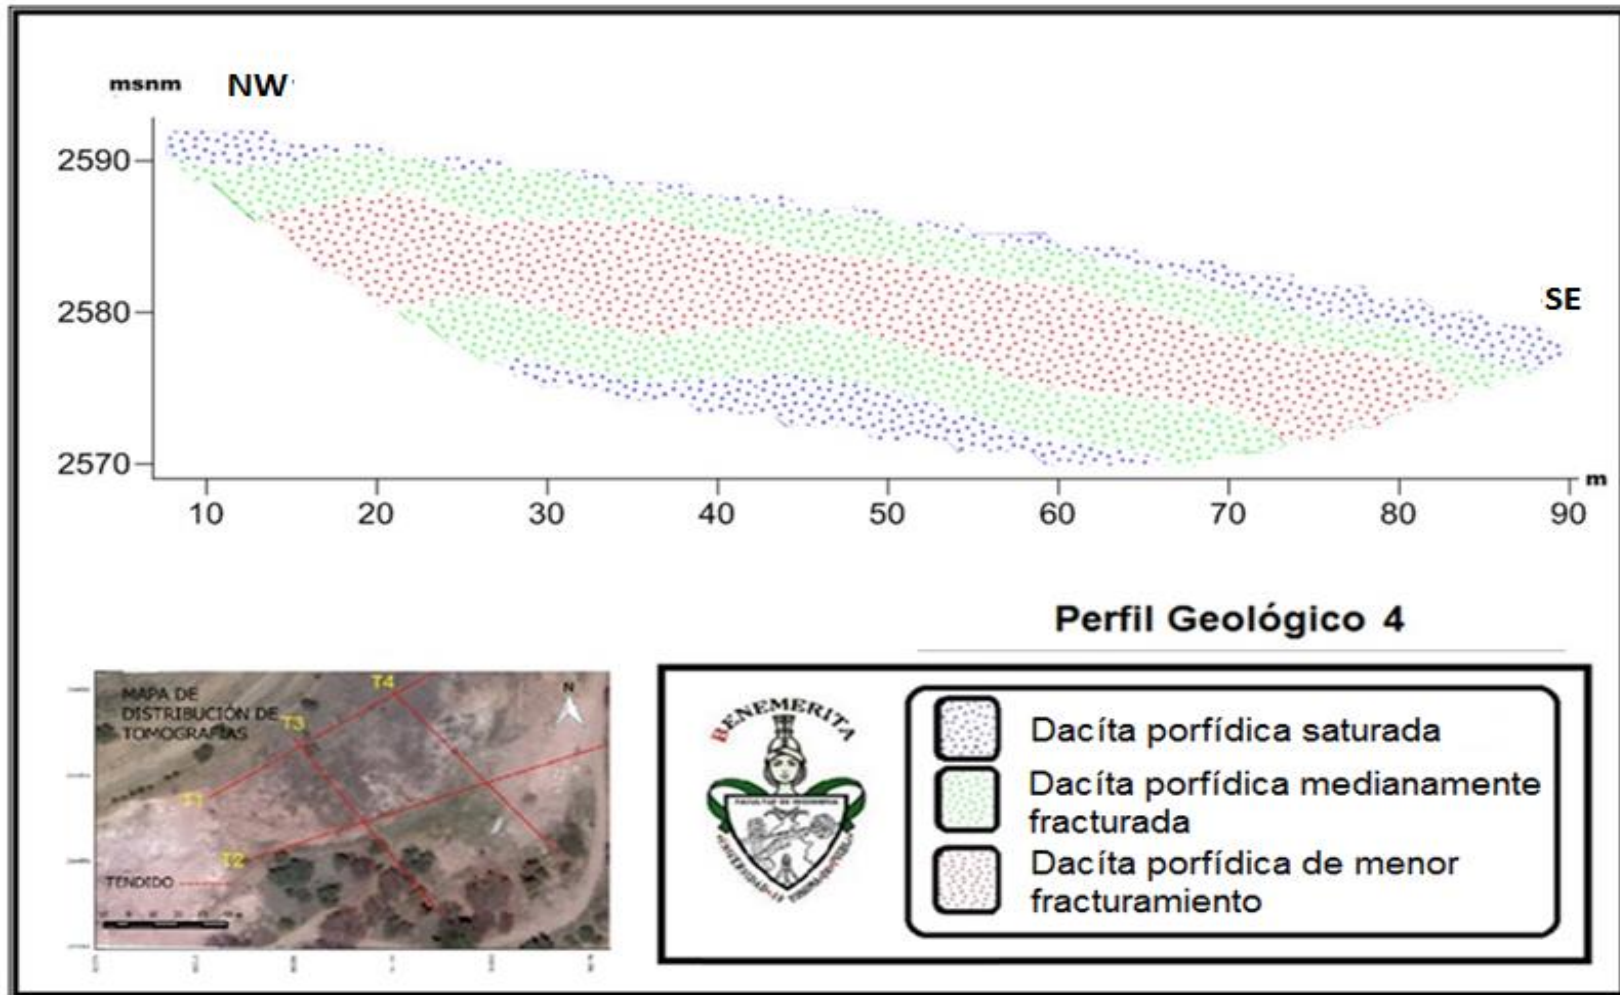 msnm NW
2590
2580
2570
SE
m
10 20 30 40 50 60 70 80 90
Perfil Geológico 4
MAPA DE
DISTRIBUCIÓN DE
TOMOGRAFÍAS
T4
T3
N
T1
T2
TENDIDO
BENEMERITA
Dacíta porfídica saturada
Dacíta porfídica medianamente
fracturada
Dacíta porfídica de menor
fracturamiento